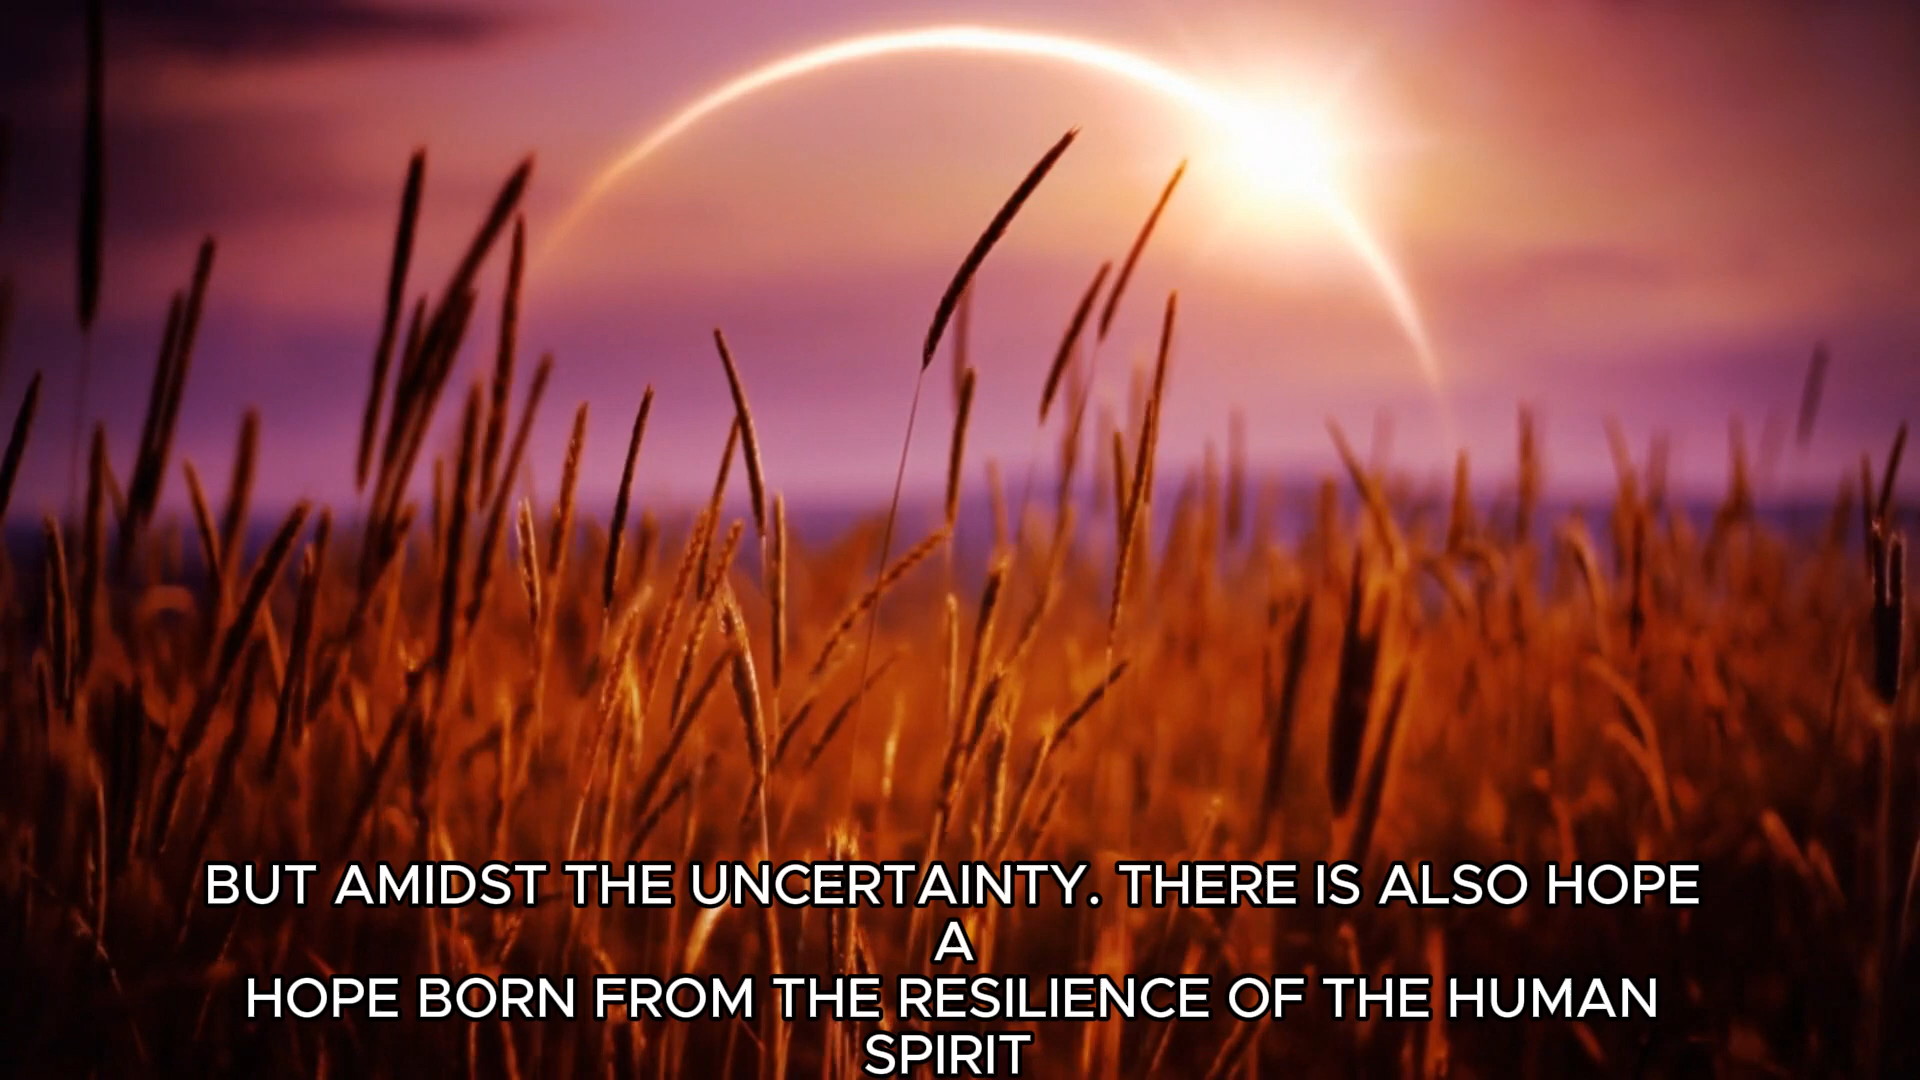 BUT AMIDST THE UNCERTAINTY. THERE IS ALSO HOPE
A
HOPE BORN FROM THE RESILIENCE OF THE HUMAN
SPIRIT